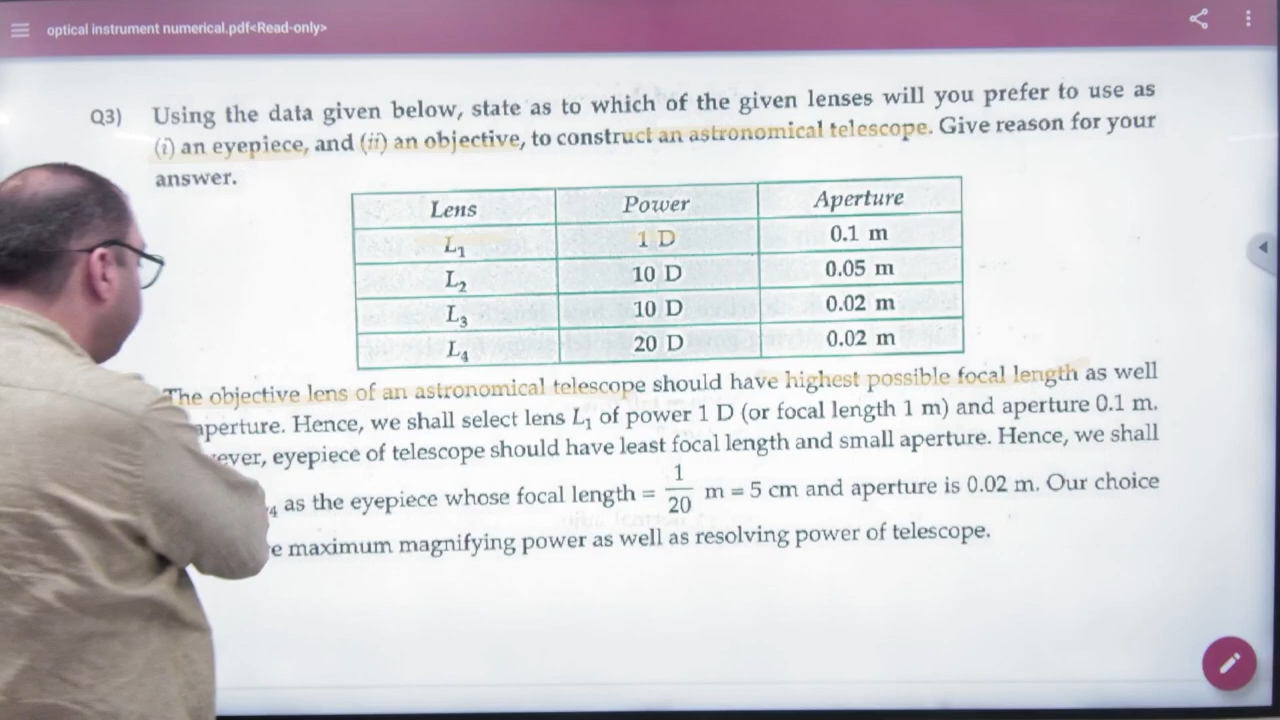 optical instrument numerical.pdf<Read-only>
Q3) Using the data given below, state as to which of the given lenses will you prefer to use as
(i) an eyepiece, and (ii) an objective, to construct an astronomical telescope. Give reason for your
answer.
Lens Power Aperture
L₁ 1 D 0.1 m
L₂ 10 D 0.05 m
L₃ 10 D 0.02 m
L₄ 20 D 0.02 m
The objective lens of an astronomical telescope should have highest possible focal length as well
aperture. Hence, we shall select lens L₁ of power 1 D (or focal length 1 m) and aperture 0.1 m.
eyepiece of telescope should have least focal length and small aperture. Hence, we shall
₄ as the eyepiece whose focal length = 1/20 m = 5 cm and aperture is 0.02 m. Our choice
maximum magnifying power as well as resolving power of telescope.